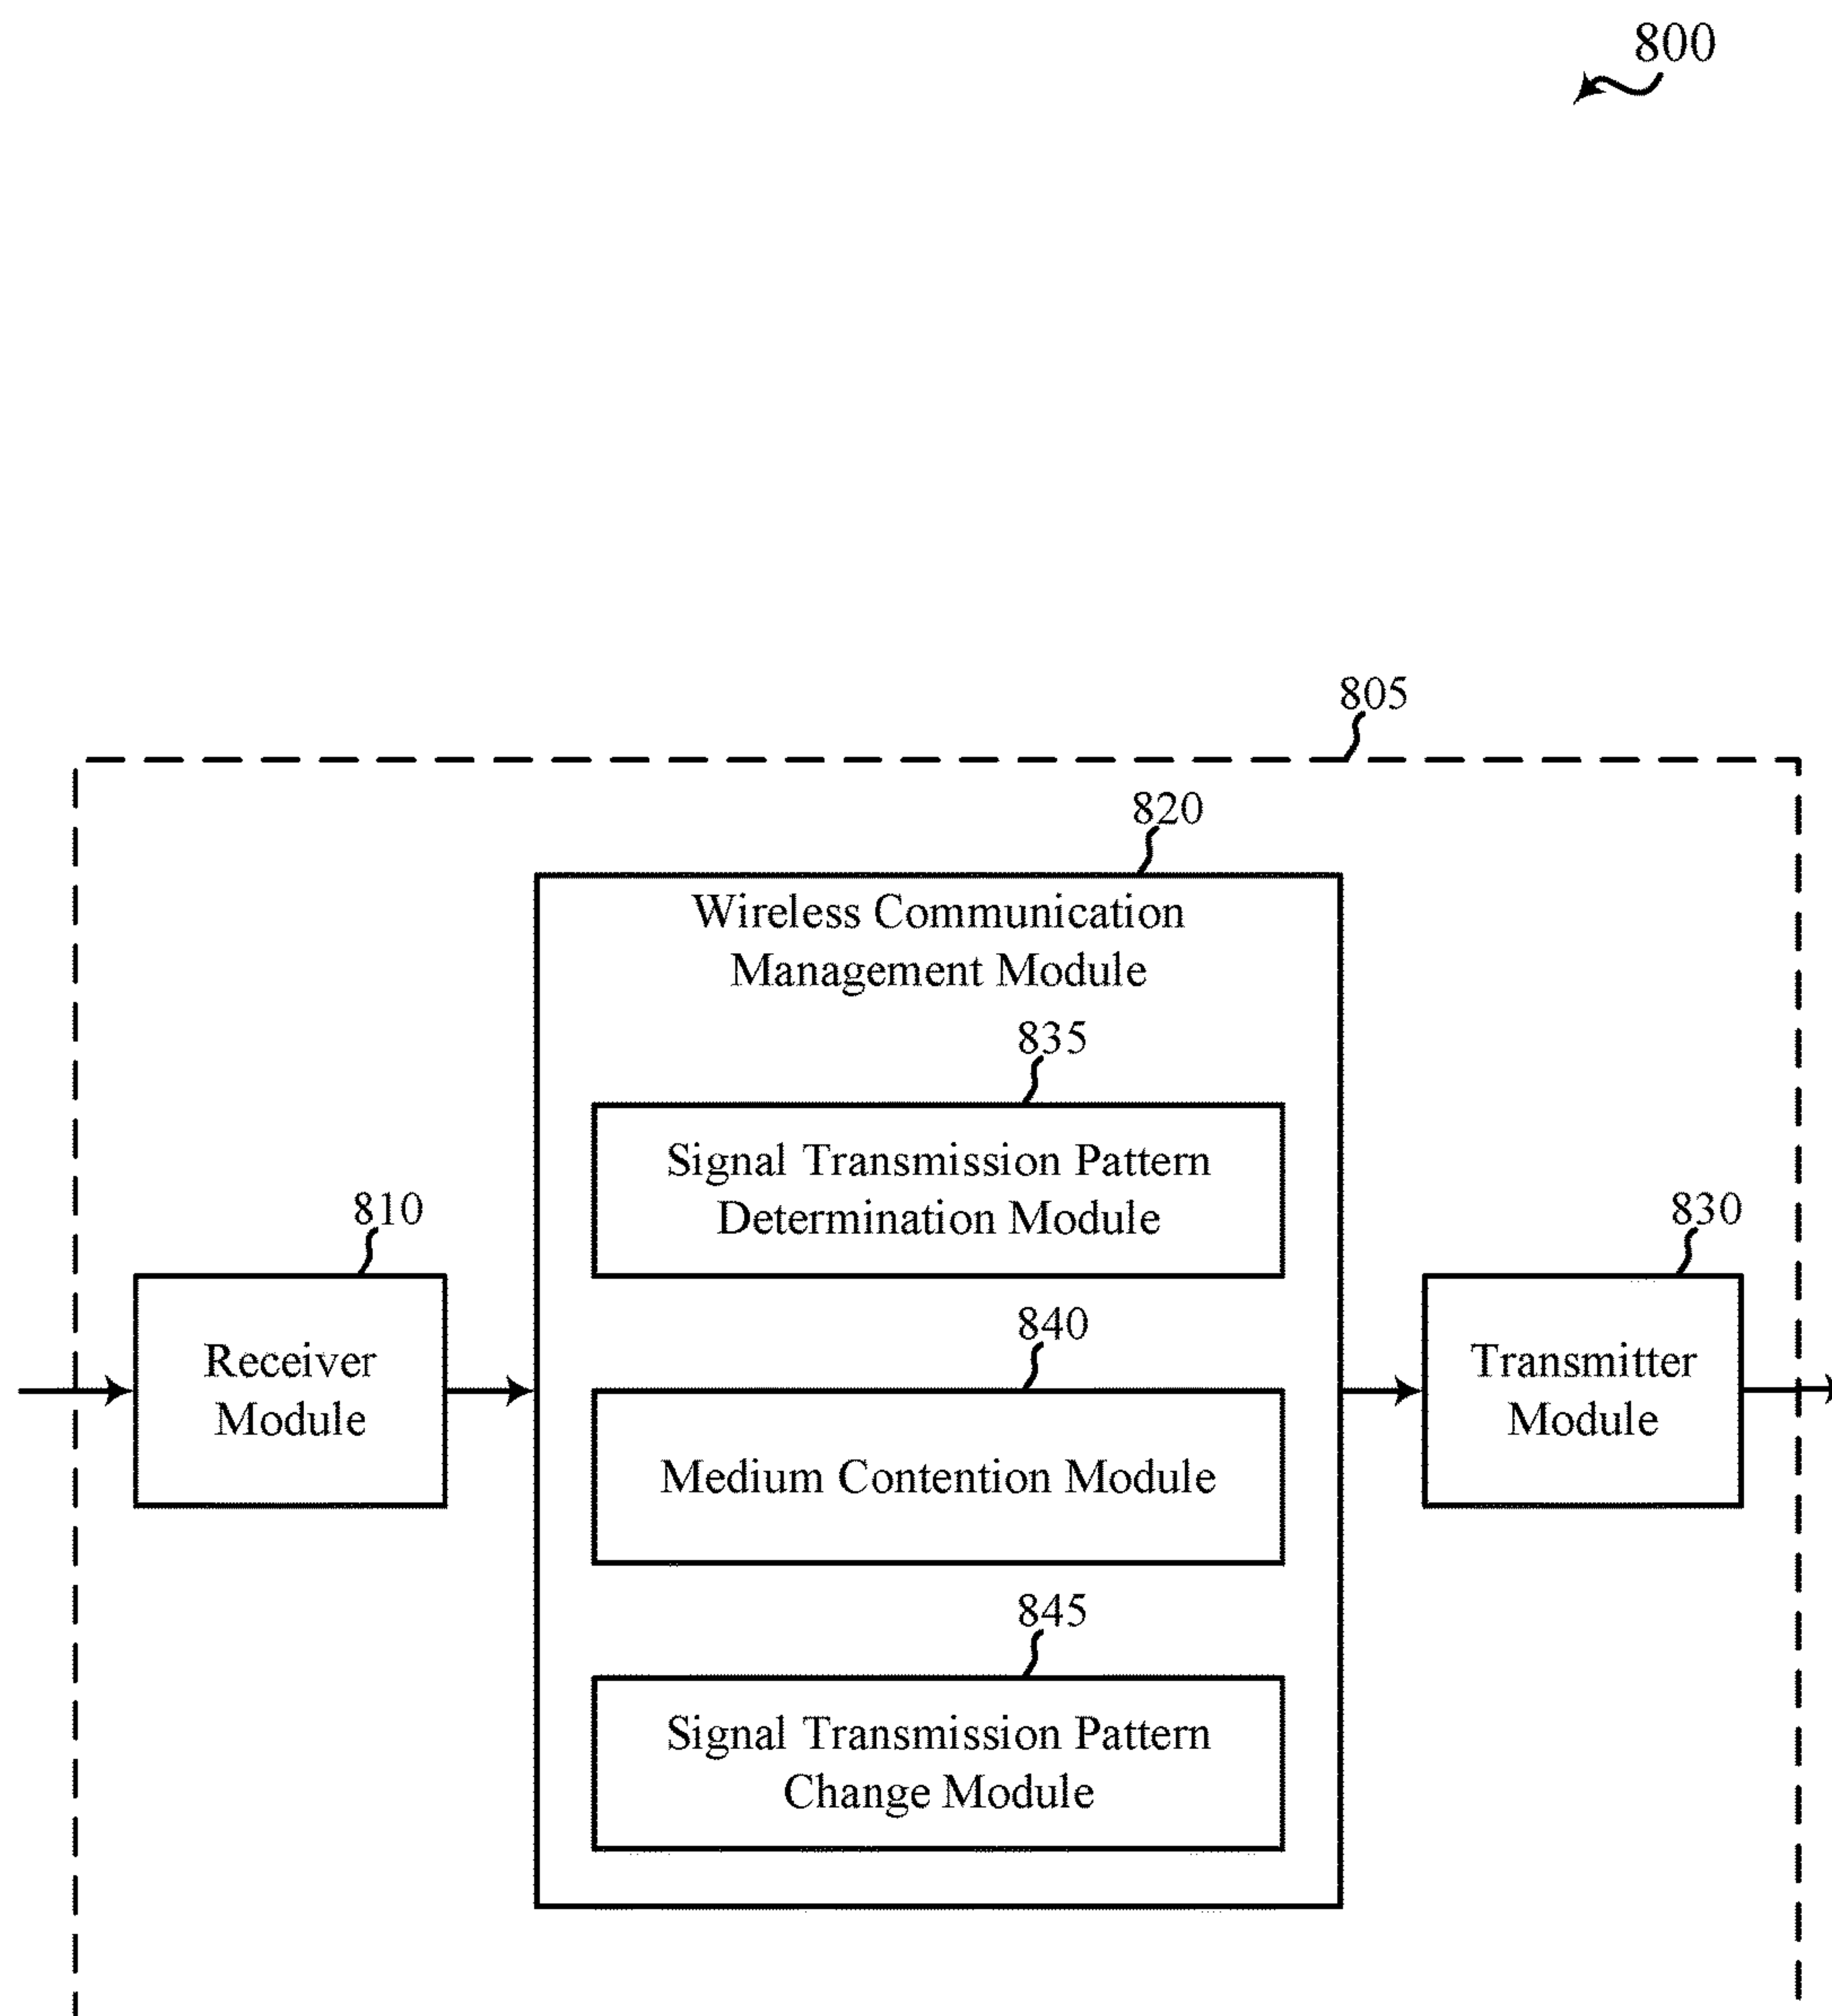 800
805
820
Wireless Communication
Management Module
835
Signal Transmission Pattern
Determination Module
810
830
Receiver
Module
840
Transmitter
Module
Medium Contention Module
845
Signal Transmission Pattern
Change Module